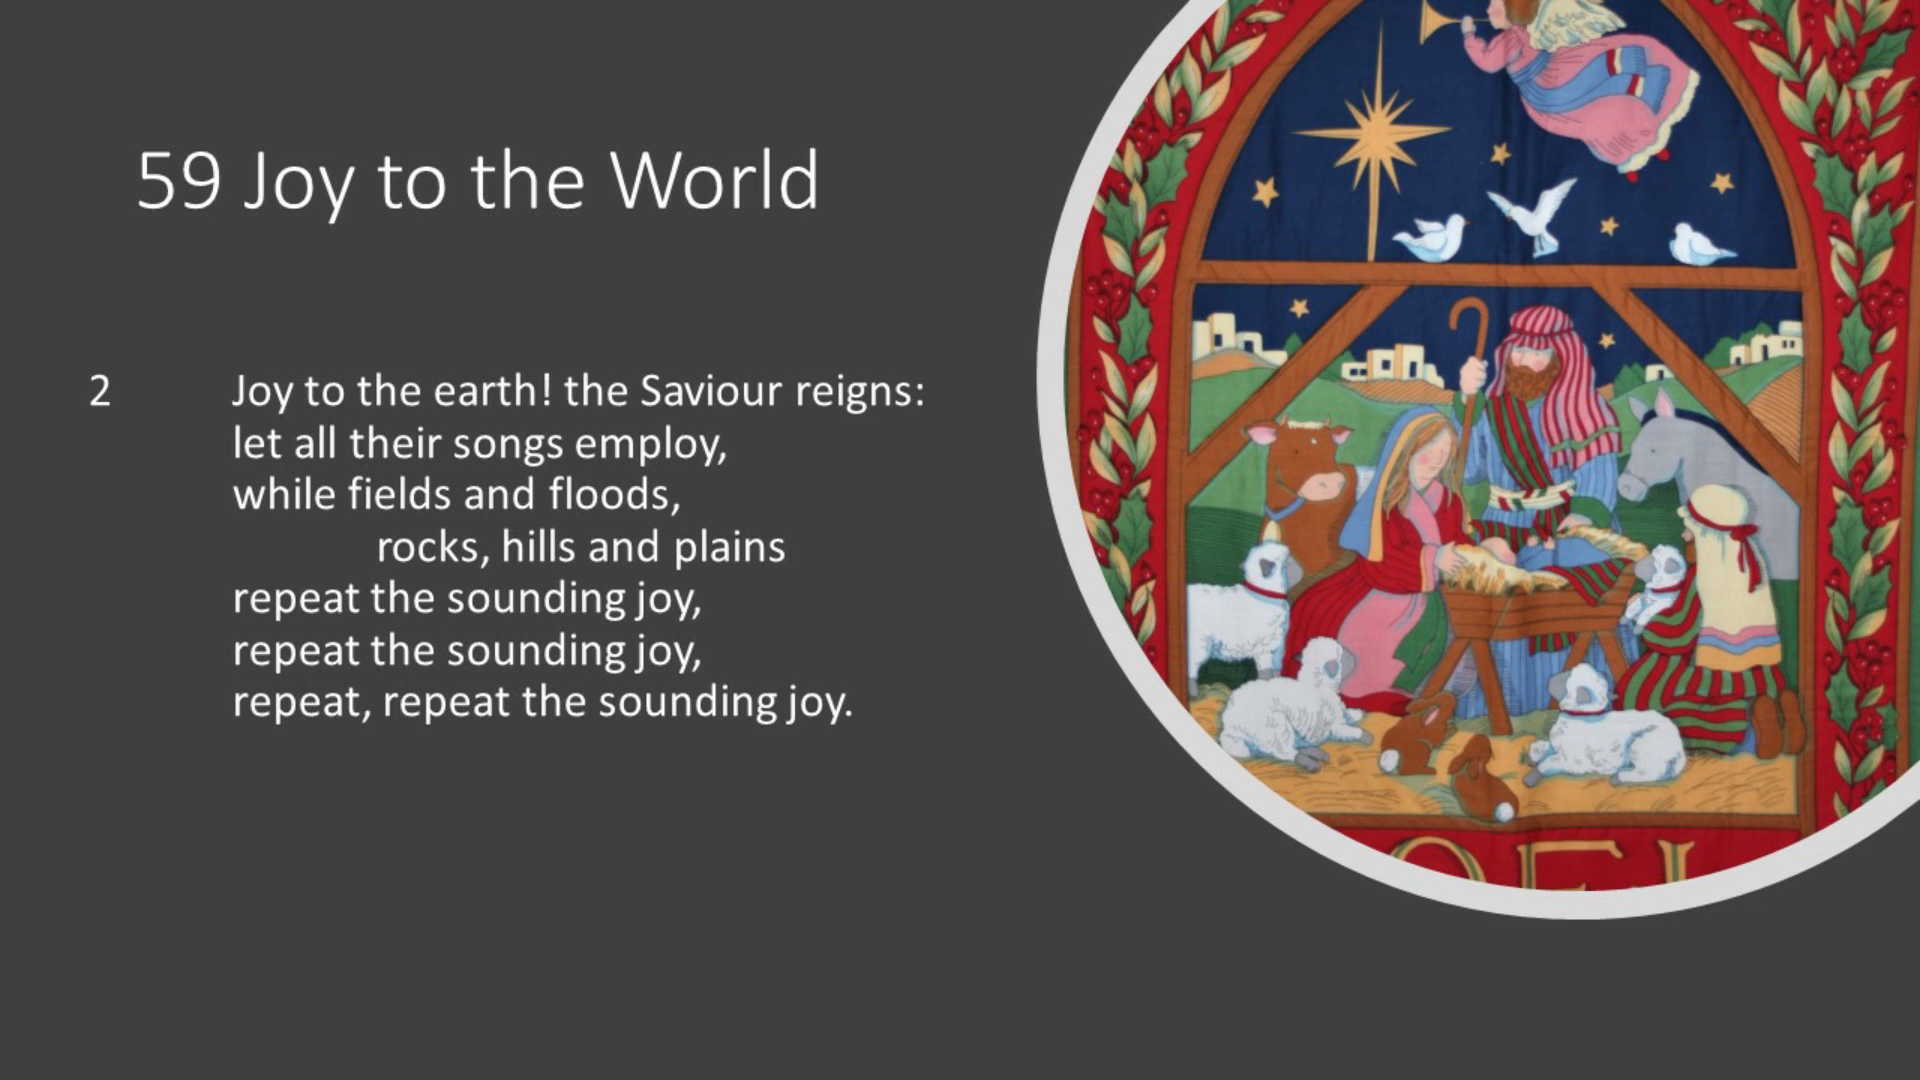 59 Joy to the World
2 Joy to the earth! the Saviour reigns:
let all their songs employ,
while fields and floods,
rocks, hills and plains
repeat the sounding joy,
repeat the sounding joy,
repeat, repeat the sounding joy.
OEL